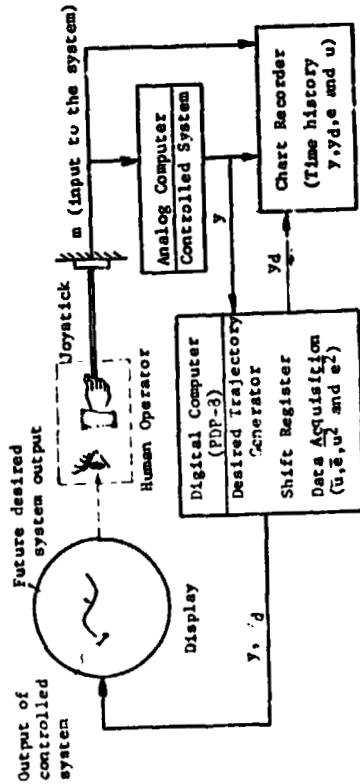 Output of
controlled
system
Future desired
system output
Display
Joystick
Human Operator
m (input to the system)
Analog Computer
Controlled System
y
Digital Computer
(PDP-8)
Desired Trajectory
Generator
Shift Register
Data Acquisition
(u̅,e̅,u̅² and e²)
yd
Chart Recorder
(Time history
y,yd,e and u)
y,